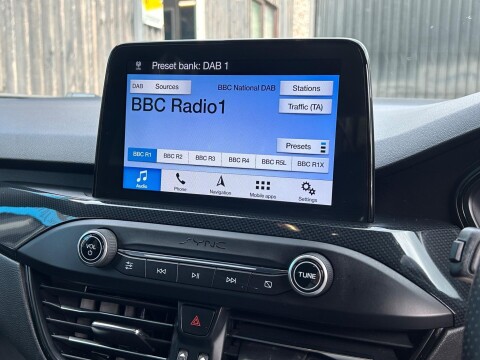 Preset bank: DAB 1
DAB Sources BBC National DAB Stations
BBC Radio1 Traffic (TA)
Presets
BBC R1 BBC R2 BBC R3 BBC R4 BBC R5L BBC R1X
Audio Phone Navigation Mobile apps Settings
SYNC
VOL TUNE